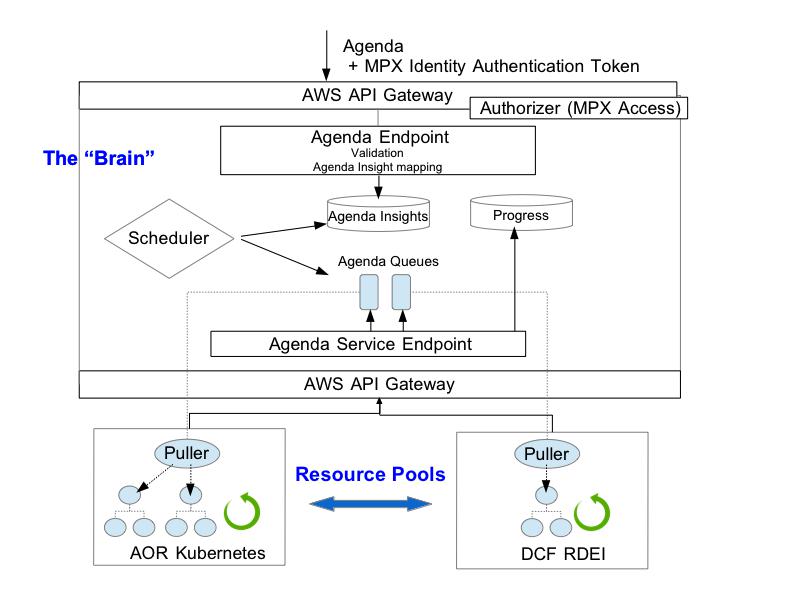 Agenda
+ MPX Identity Authentication Token
AWS API Gateway
Authorizer (MPX Access)
Agenda Endpoint
Validation
Agenda Insight mapping
The “Brain”
Agenda Insights
Progress
Scheduler
Agenda Queues
Agenda Service Endpoint
AWS API Gateway
Puller
Puller
Resource Pools
AOR Kubernetes
DCF RDEI